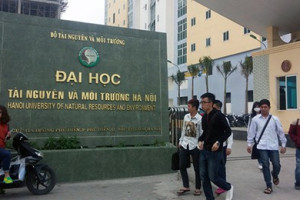 BỘ TÀI NGUYÊN VÀ MÔI TRƯỜNG
ĐẠI HỌC
TÀI NGUYÊN VÀ MÔI TRƯỜNG HÀ NỘI
HANOI UNIVERSITY OF NATURAL RESOURCES AND ENVIRONMENT